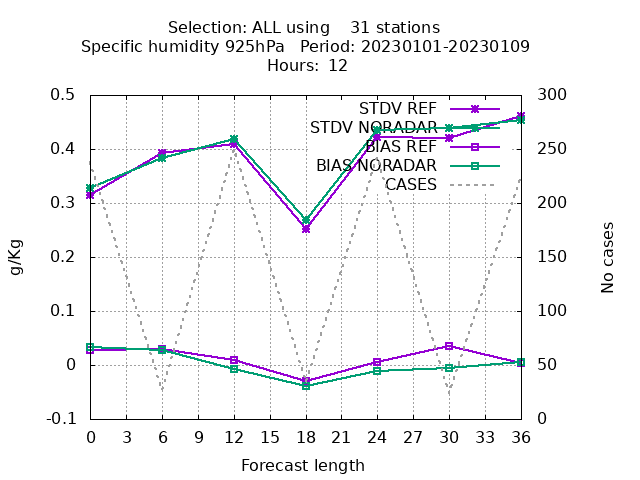 Selection: ALL using    31 stations
Specific humidity 925hPa   Period: 20230101-20230109
Hours:  12
0.5
0.4
0.3
0.2
0.1
0
-0.1
g/Kg
STDV REF
STDV NORADAR
BIAS REF
BIAS NORADAR
CASES
300
250
200
150
100
50
0
No cases
0 3 6 9 12 15 18 21 24 27 30 33 36
Forecast length